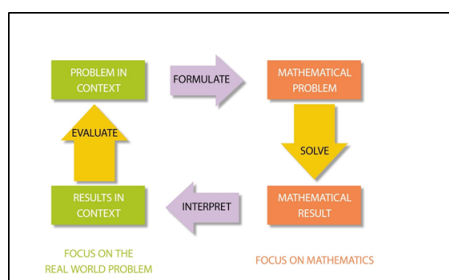 PROBLEM IN
CONTEXT
FORMULATE
MATHEMATICAL
PROBLEM
EVALUATE
SOLVE
RESULTS IN
CONTEXT
INTERPRET
MATHEMATICAL
RESULT
FOCUS ON THE
REAL WORLD PROBLEM
FOCUS ON MATHEMATICS